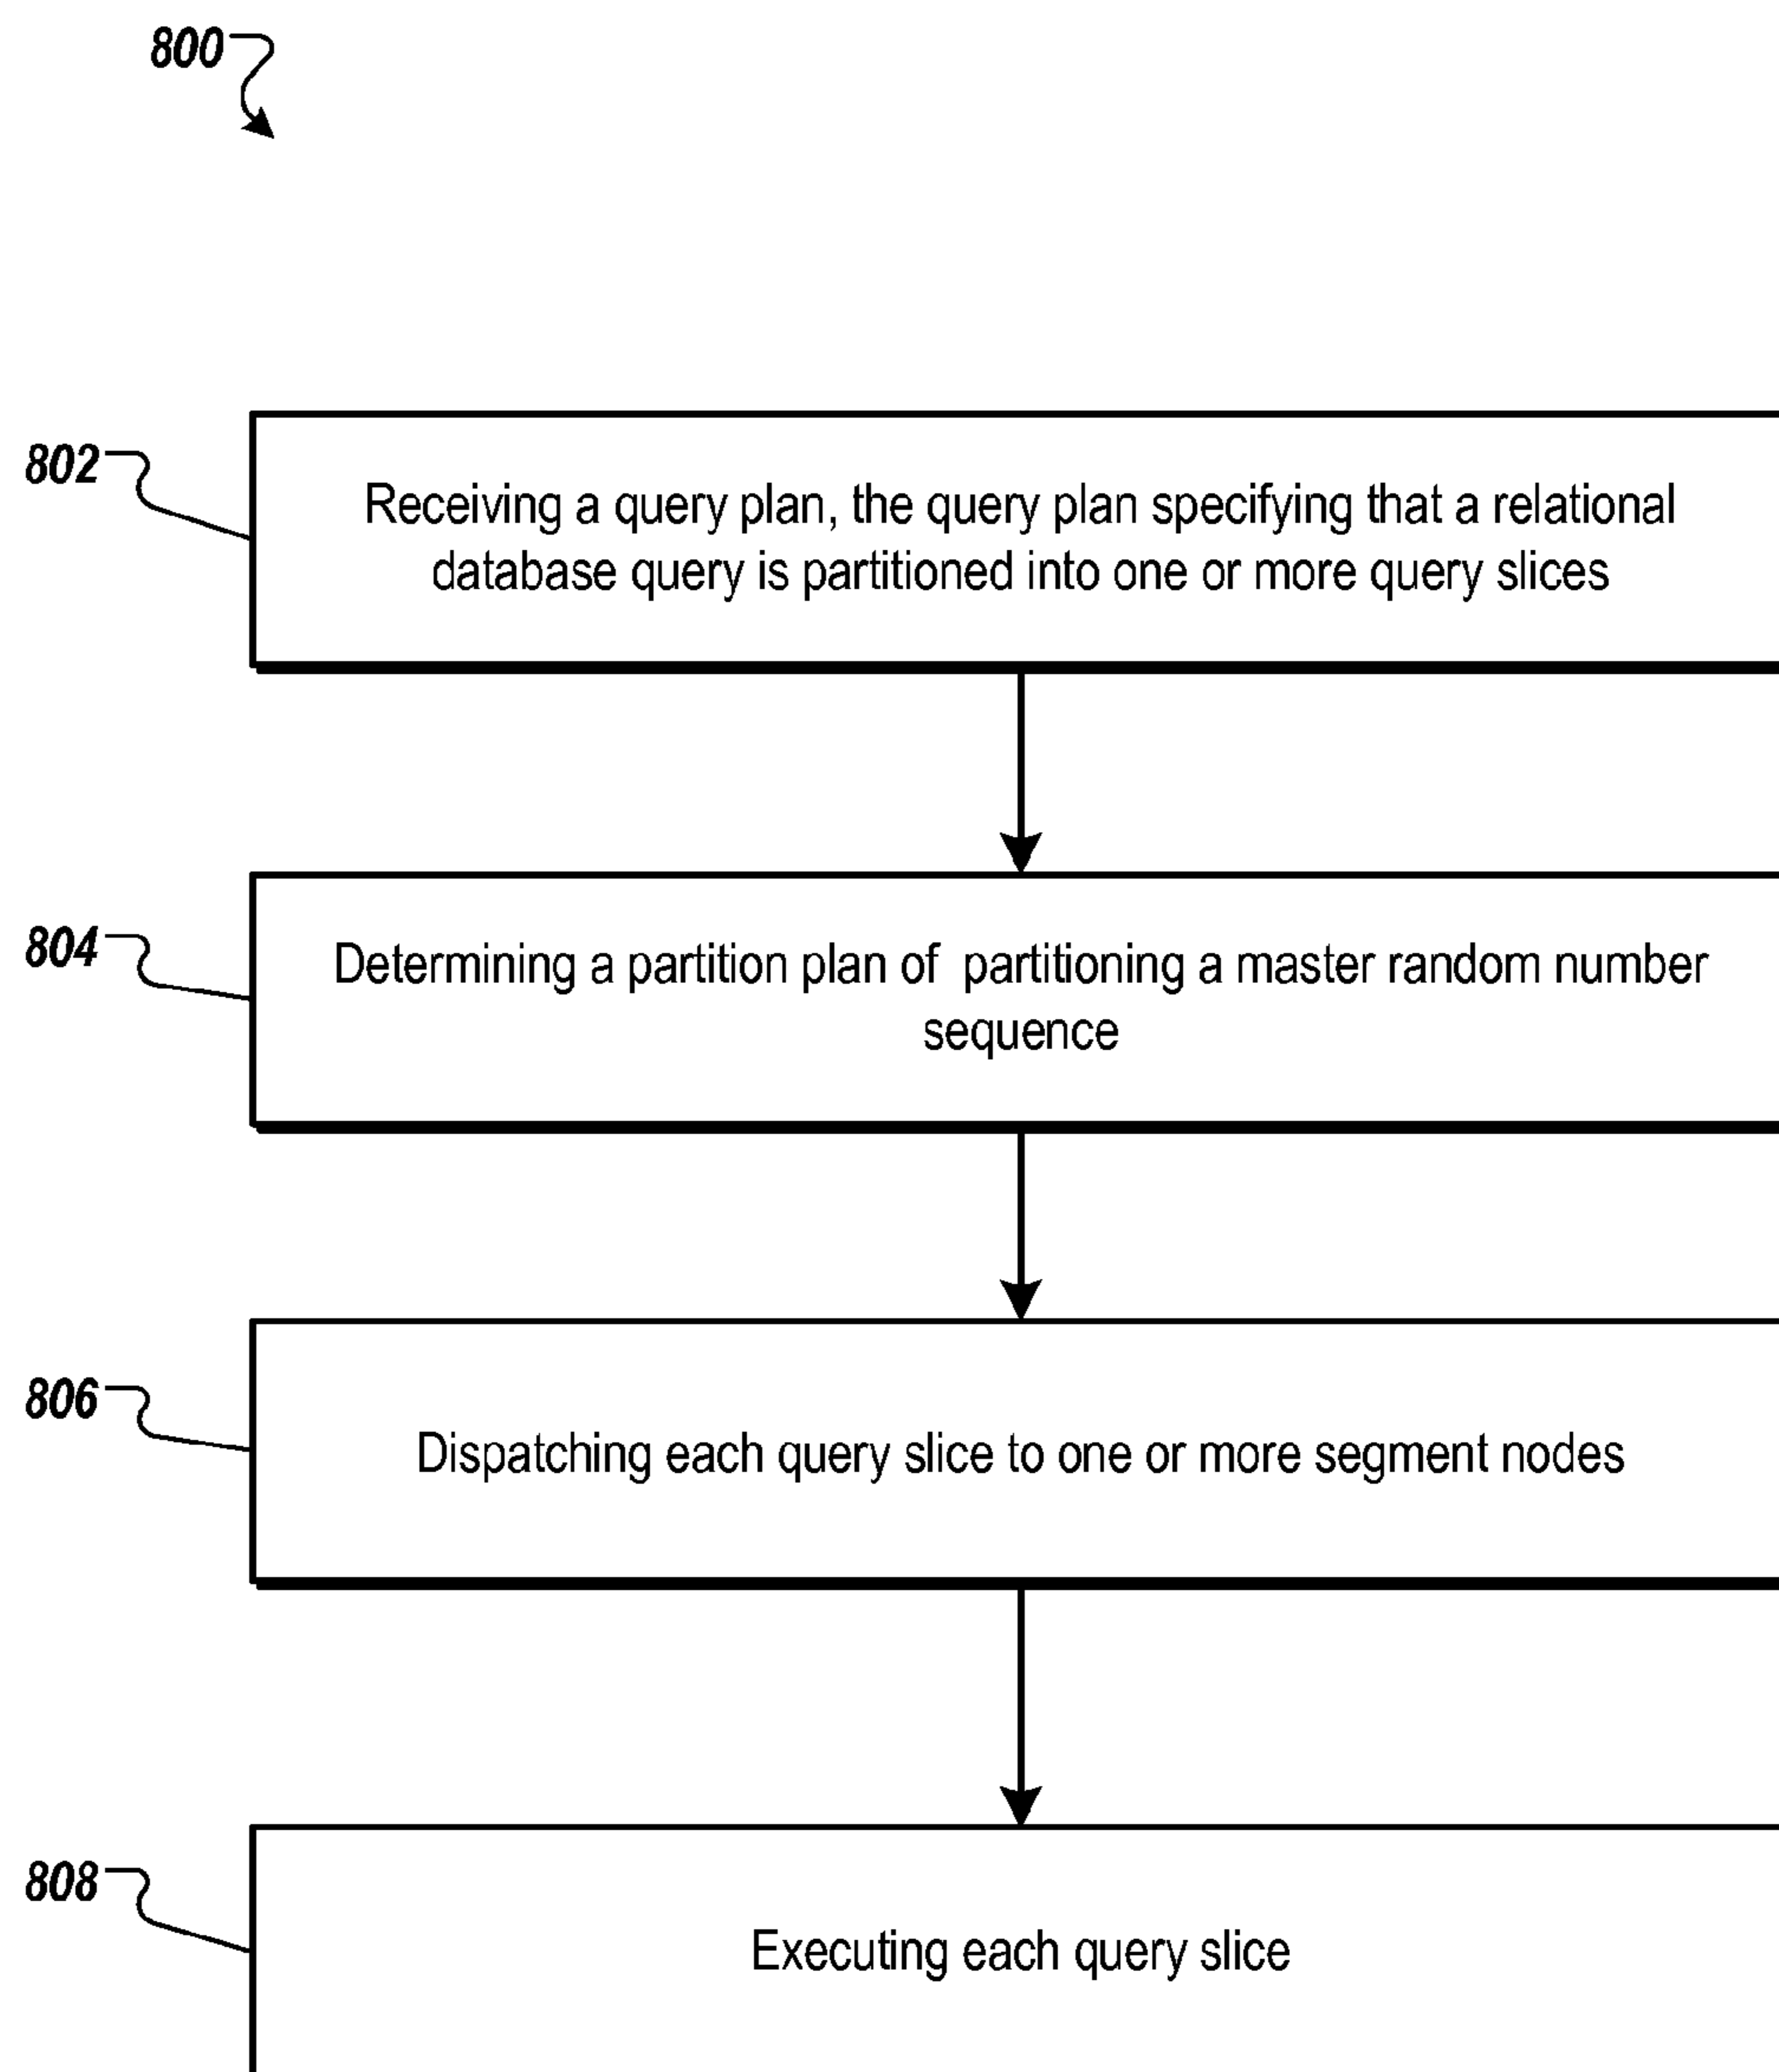 800
802
Receiving a query plan, the query plan specifying that a relational
database query is partitioned into one or more query slices
804
Determining a partition plan of partitioning a master random number
sequence
806
Dispatching each query slice to one or more segment nodes
808
Executing each query slice